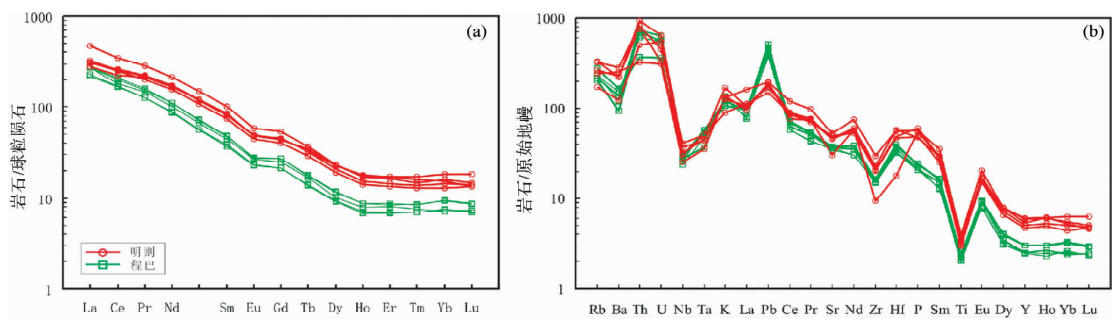 (a)
1000
100
10
1
岩石/球粒陨石
明则
程巴
La Ce Pr Nd Sm Eu Gd Tb Dy Ho Er Tm Yb Lu
(b)
1000
100
10
1
岩石/原始地幔
Rb Ba Th U Nb Ta K La Pb Ce Pr Sr Nd Zr Hf P Sm Ti Eu Dy Y Ho Yb Lu